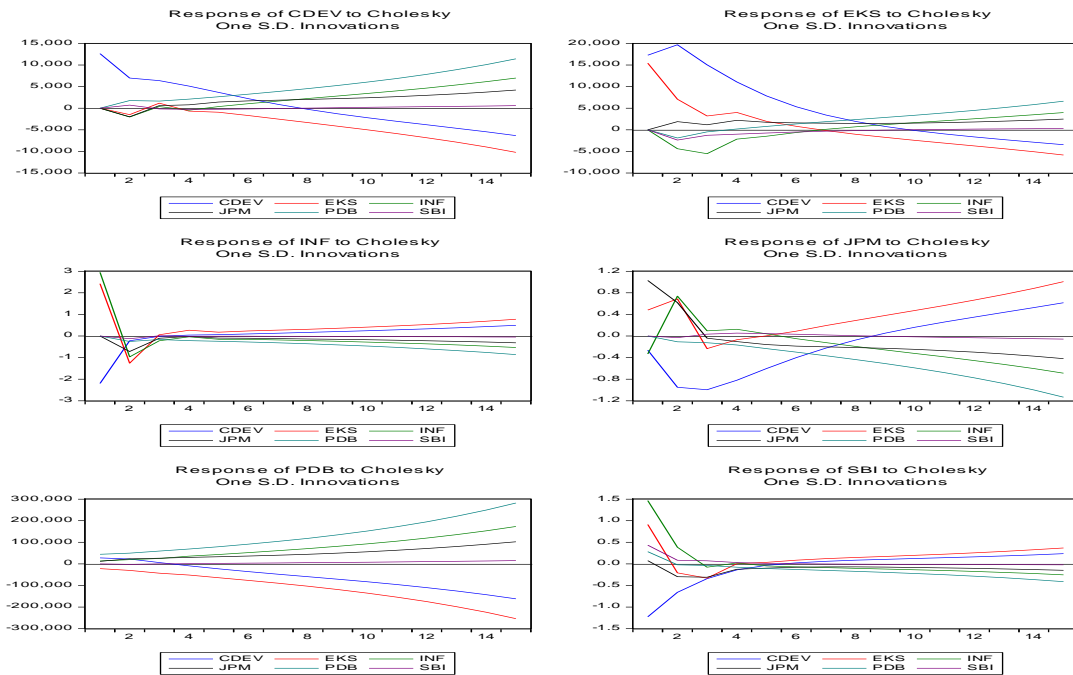 Response of CDEV to Cholesky
One S.D. Innovations
15,000
10,000
5,000
0
-5,000
-10,000
-15,000
2 4 6 8 10 12 14
CDEV EKS INF
JPM PDB SBI
Response of EKS to Cholesky
One S.D. Innovations
20,000
15,000
10,000
5,000
0
-5,000
-10,000
2 4 6 8 10 12 14
CDEV EKS INF
JPM PDB SBI
Response of INF to Cholesky
One S.D. Innovations
3
2
1
0
-1
-2
-3
2 4 6 8 10 12 14
CDEV EKS INF
JPM PDB SBI
Response of JPM to Cholesky
One S.D. Innovations
1.2
0.8
0.4
0.0
-0.4
-0.8
-1.2
2 4 6 8 10 12 14
CDEV EKS INF
JPM PDB SBI
Response of PDB to Cholesky
One S.D. Innovations
300,000
200,000
100,000
0
-100,000
-200,000
-300,000
2 4 6 8 10 12 14
CDEV EKS INF
JPM PDB SBI
Response of SBI to Cholesky
One S.D. Innovations
1.5
1.0
0.5
0.0
-0.5
-1.0
-1.5
2 4 6 8 10 12 14
CDEV EKS INF
JPM PDB SBI